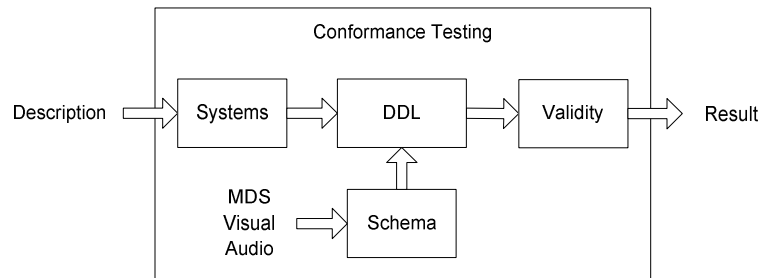 Conformance Testing
Description
Systems
DDL
Validity
Result
MDS
Visual
Audio
Schema